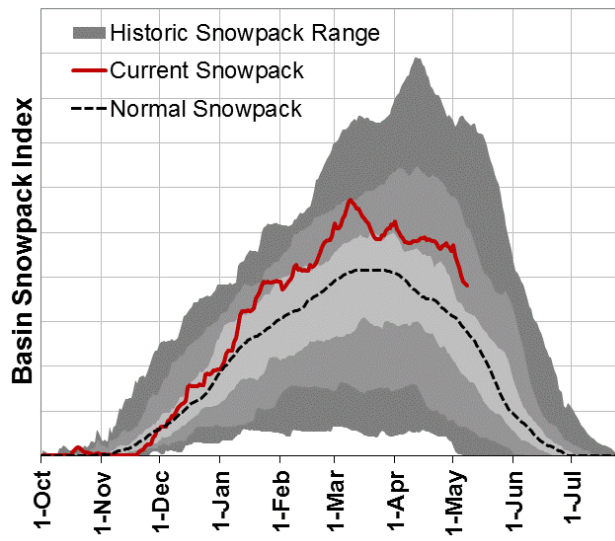 Historic Snowpack Range
Current Snowpack
Normal Snowpack
Basin Snowpack Index
1-Oct
1-Nov
1-Dec
1-Jan
1-Feb
1-Mar
1-Apr
1-May
1-Jun
1-Jul